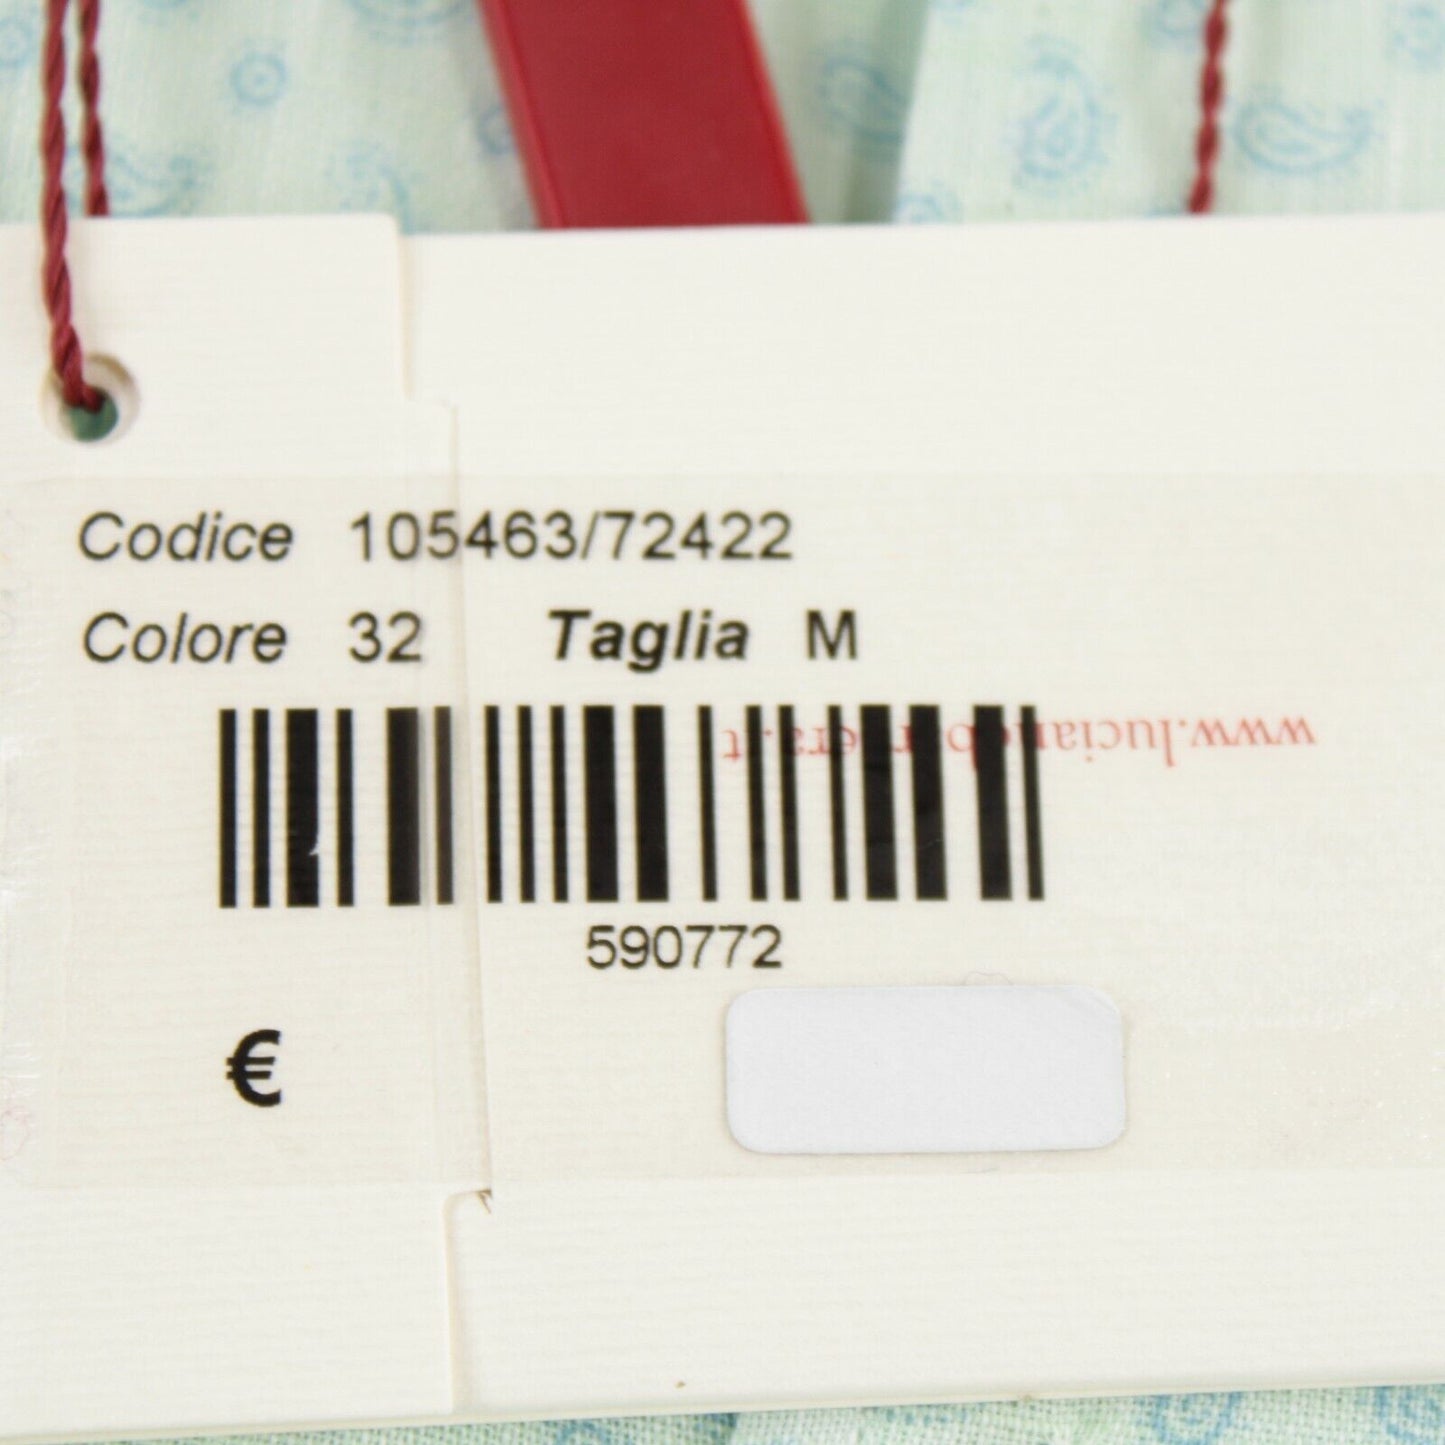 Codice 105463/72422
Colore 32 Taglia M
590772
€